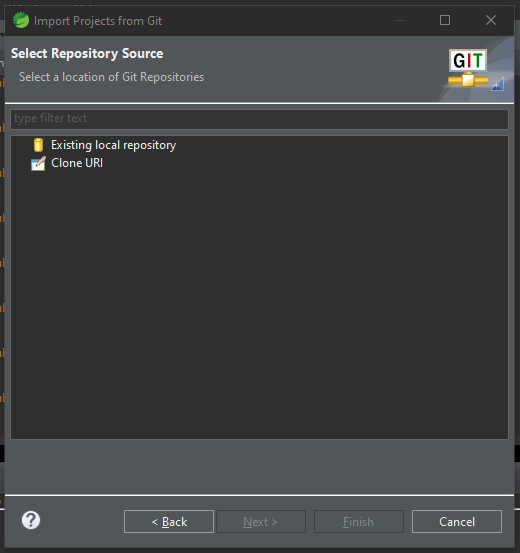 Import Projects from Git
Select Repository Source
Select a location of Git Repositories
GIT
type filter text
Existing local repository
Clone URI
?
< Back
Next >
Finish
Cancel